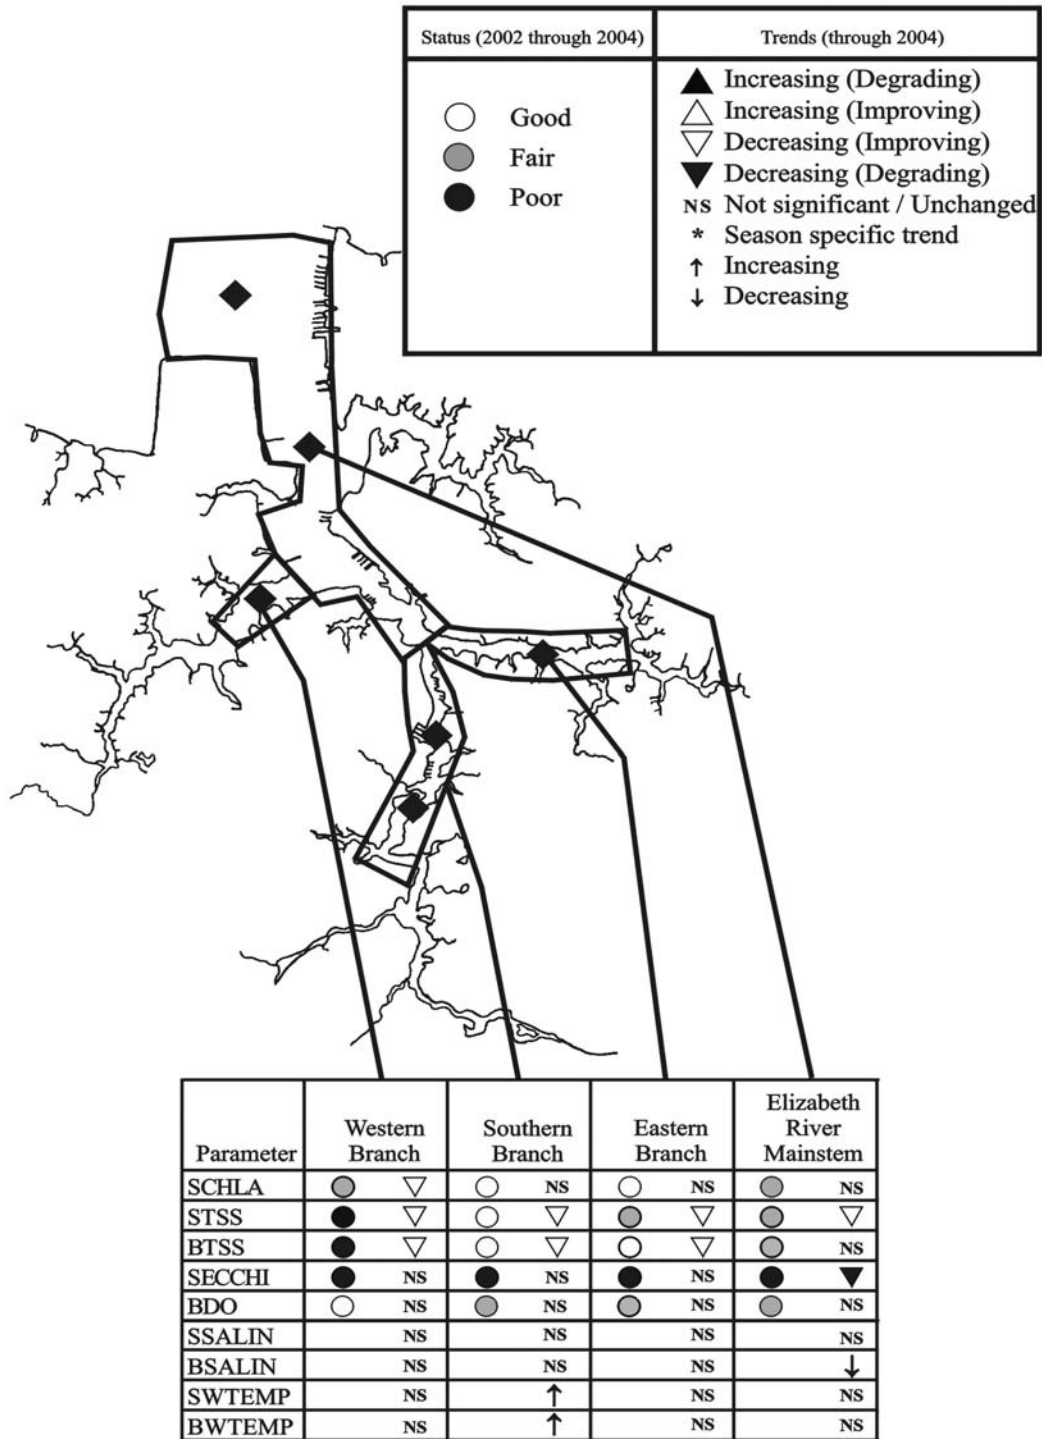 Status (2002 through 2004) Trends (through 2004)
Good
Fair
Poor
Increasing (Degrading)
Increasing (Improving)
Decreasing (Improving)
Decreasing (Degrading)
NS Not significant / Unchanged
* Season specific trend
↑ Increasing
↓ Decreasing
Parameter Western Branch Southern Branch Eastern Branch Elizabeth River Mainstem
SCHLA NS NS NS
STSS
BTSS NS
SECCHI NS NS NS
BDO NS NS NS NS
SSALIN NS NS NS NS
BSALIN NS NS NS ↓
SWTEMP NS ↑ NS NS
BWTEMP NS ↑ NS NS